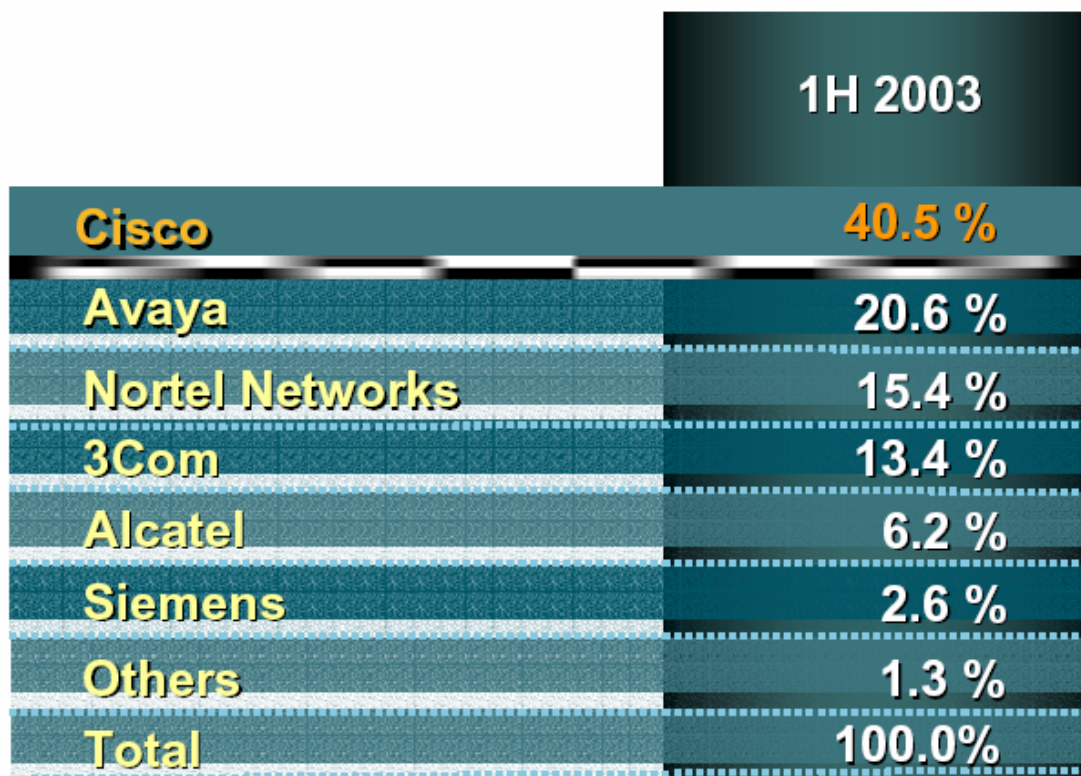 1H 2003
Cisco 40.5 %
Avaya 20.6 %
Nortel Networks 15.4 %
3Com 13.4 %
Alcatel 6.2 %
Siemens 2.6 %
Others 1.3 %
Total 100.0%